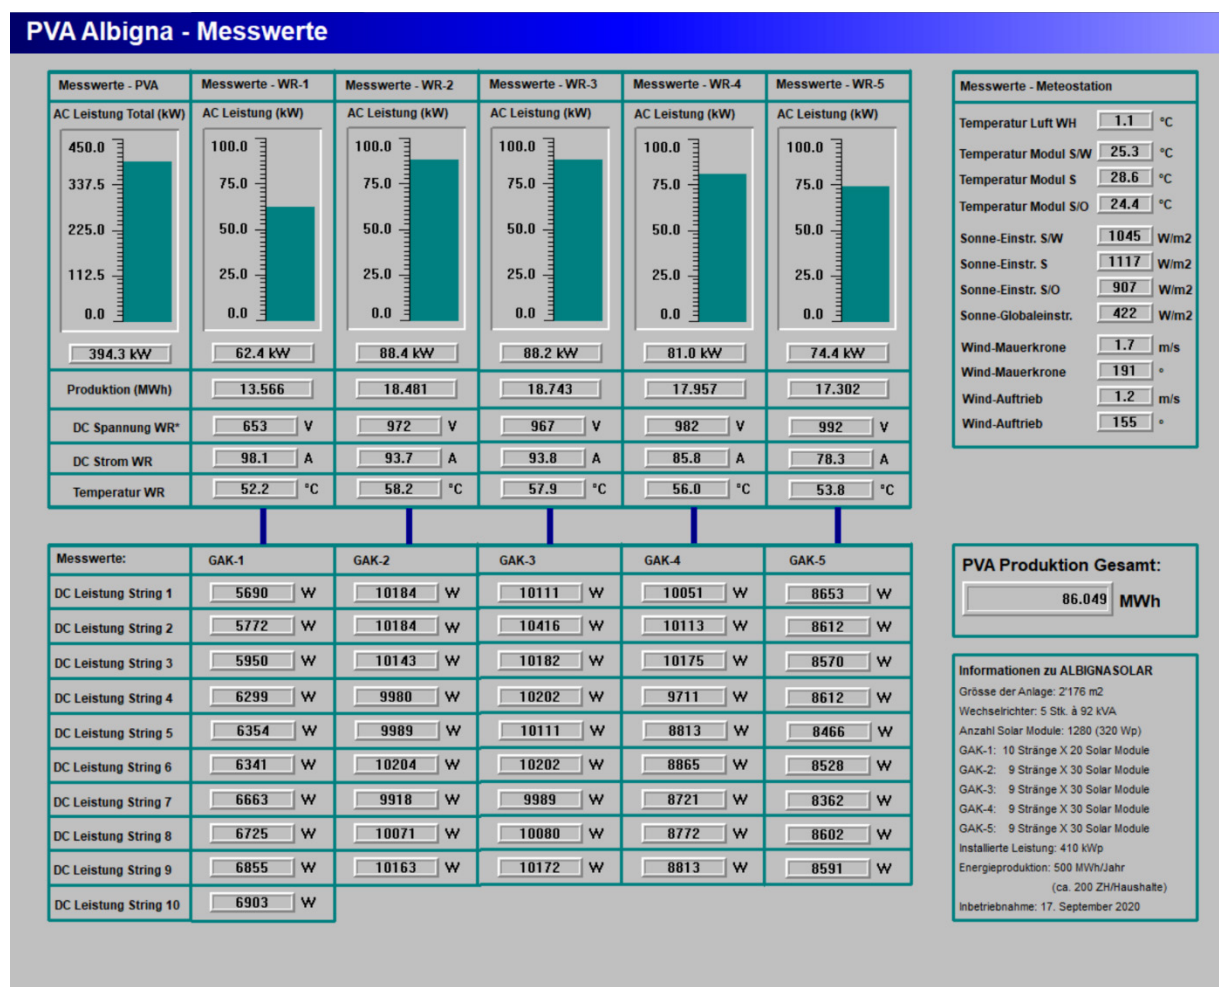 PVA Albigna - Messwerte
Messwerte - PVA Messwerte - WR-1 Messwerte - WR-2 Messwerte - WR-3 Messwerte - WR-4 Messwerte - WR-5
AC Leistung Total (kW) AC Leistung (kW) AC Leistung (kW) AC Leistung (kW) AC Leistung (kW) AC Leistung (kW)
450.0 100.0 100.0 100.0 100.0 100.0
337.5 75.0 75.0 75.0 75.0 75.0
225.0 50.0 50.0 50.0 50.0 50.0
112.5 25.0 25.0 25.0 25.0 25.0
0.0 0.0 0.0 0.0 0.0 0.0
394.3 kW 62.4 kW 88.4 kW 88.2 kW 81.0 kW 74.4 kW
Produktion (MWh) 13.566 18.481 18.743 17.957 17.302
DC Spannung WR* 653 V 972 V 967 V 982 V 992 V
DC Strom WR 98.1 A 93.7 A 93.8 A 85.8 A 78.3 A
Temperatur WR 52.2 °C 58.2 °C 57.9 °C 56.0 °C 53.8 °C
Messwerte: GAK-1 GAK-2 GAK-3 GAK-4 GAK-5
DC Leistung String 1 5690 W 10184 W 10111 W 10051 W 8653 W
DC Leistung String 2 5772 W 10184 W 10416 W 10113 W 8612 W
DC Leistung String 3 5950 W 10143 W 10182 W 10175 W 8570 W
DC Leistung String 4 6299 W 9980 W 10202 W 9711 W 8612 W
DC Leistung String 5 6354 W 9989 W 10111 W 8813 W 8466 W
DC Leistung String 6 6341 W 10204 W 10202 W 8865 W 8528 W
DC Leistung String 7 6663 W 9918 W 9989 W 8721 W 8362 W
DC Leistung String 8 6725 W 10071 W 10080 W 8772 W 8602 W
DC Leistung String 9 6855 W 10163 W 10172 W 8813 W 8591 W
DC Leistung String 10 6903 W
Messwerte - Meteostation
Temperatur Luft WH 1.1 °C
Temperatur Modul S/W 25.3 °C
Temperatur Modul S 28.6 °C
Temperatur Modul S/O 24.4 °C
Sonne-Einstr. S/W 1045 W/m2
Sonne-Einstr. S 1117 W/m2
Sonne-Einstr. S/O 907 W/m2
Sonne-Globaleinstr. 422 W/m2
Wind-Mauerkrone 1.7 m/s
Wind-Mauerkrone 191 °
Wind-Auftrieb 1.2 m/s
Wind-Auftrieb 155 °
PVA Produktion Gesamt:
86.049 MWh
Informationen zu ALBIGNASOLAR
Grösse der Anlage: 2'176 m2
Wechselrichter: 5 Stk. à 92 kVA
Anzahl Solar Module: 1280 (320 Wp)
GAK-1: 10 Stränge X 20 Solar Module
GAK-2: 9 Stränge X 30 Solar Module
GAK-3: 9 Stränge X 30 Solar Module
GAK-4: 9 Stränge X 30 Solar Module
GAK-5: 9 Stränge X 30 Solar Module
Installierte Leistung: 410 kWp
Energieproduktion: 500 MWh/Jahr
(ca. 200 ZH/Haushalte)
Inbetriebnahme: 17. September 2020